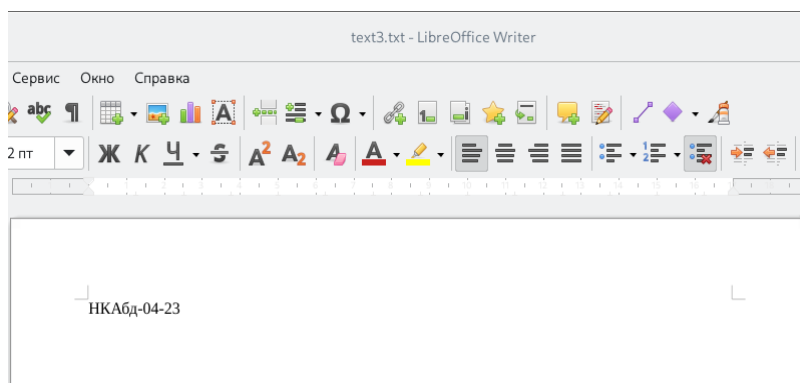 text3.txt - LibreOffice Writer
Сервис Окно Справка
2 пт
НКАбд-04-23